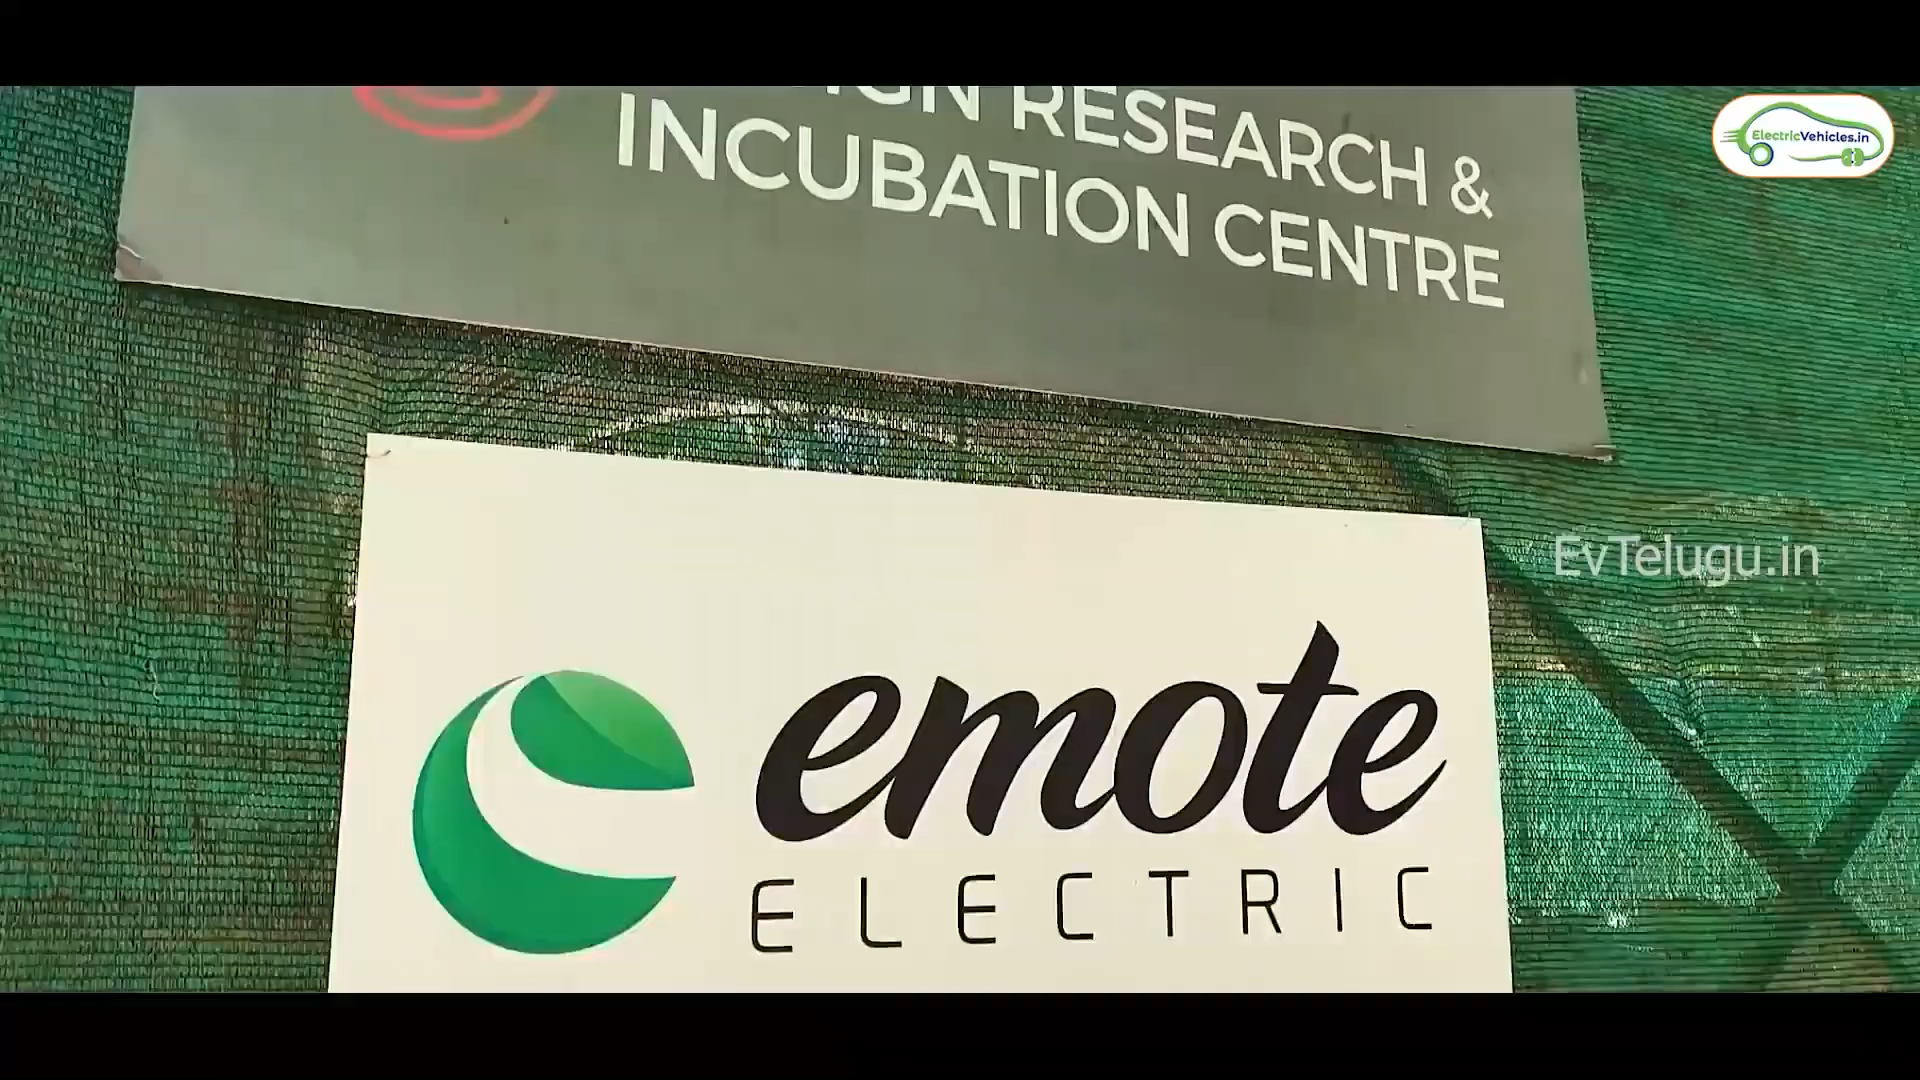 RESEARCH &
INCUBATION CENTRE
ElectricVehicles.in
EvTelugu.in
emote
ELECTRIC